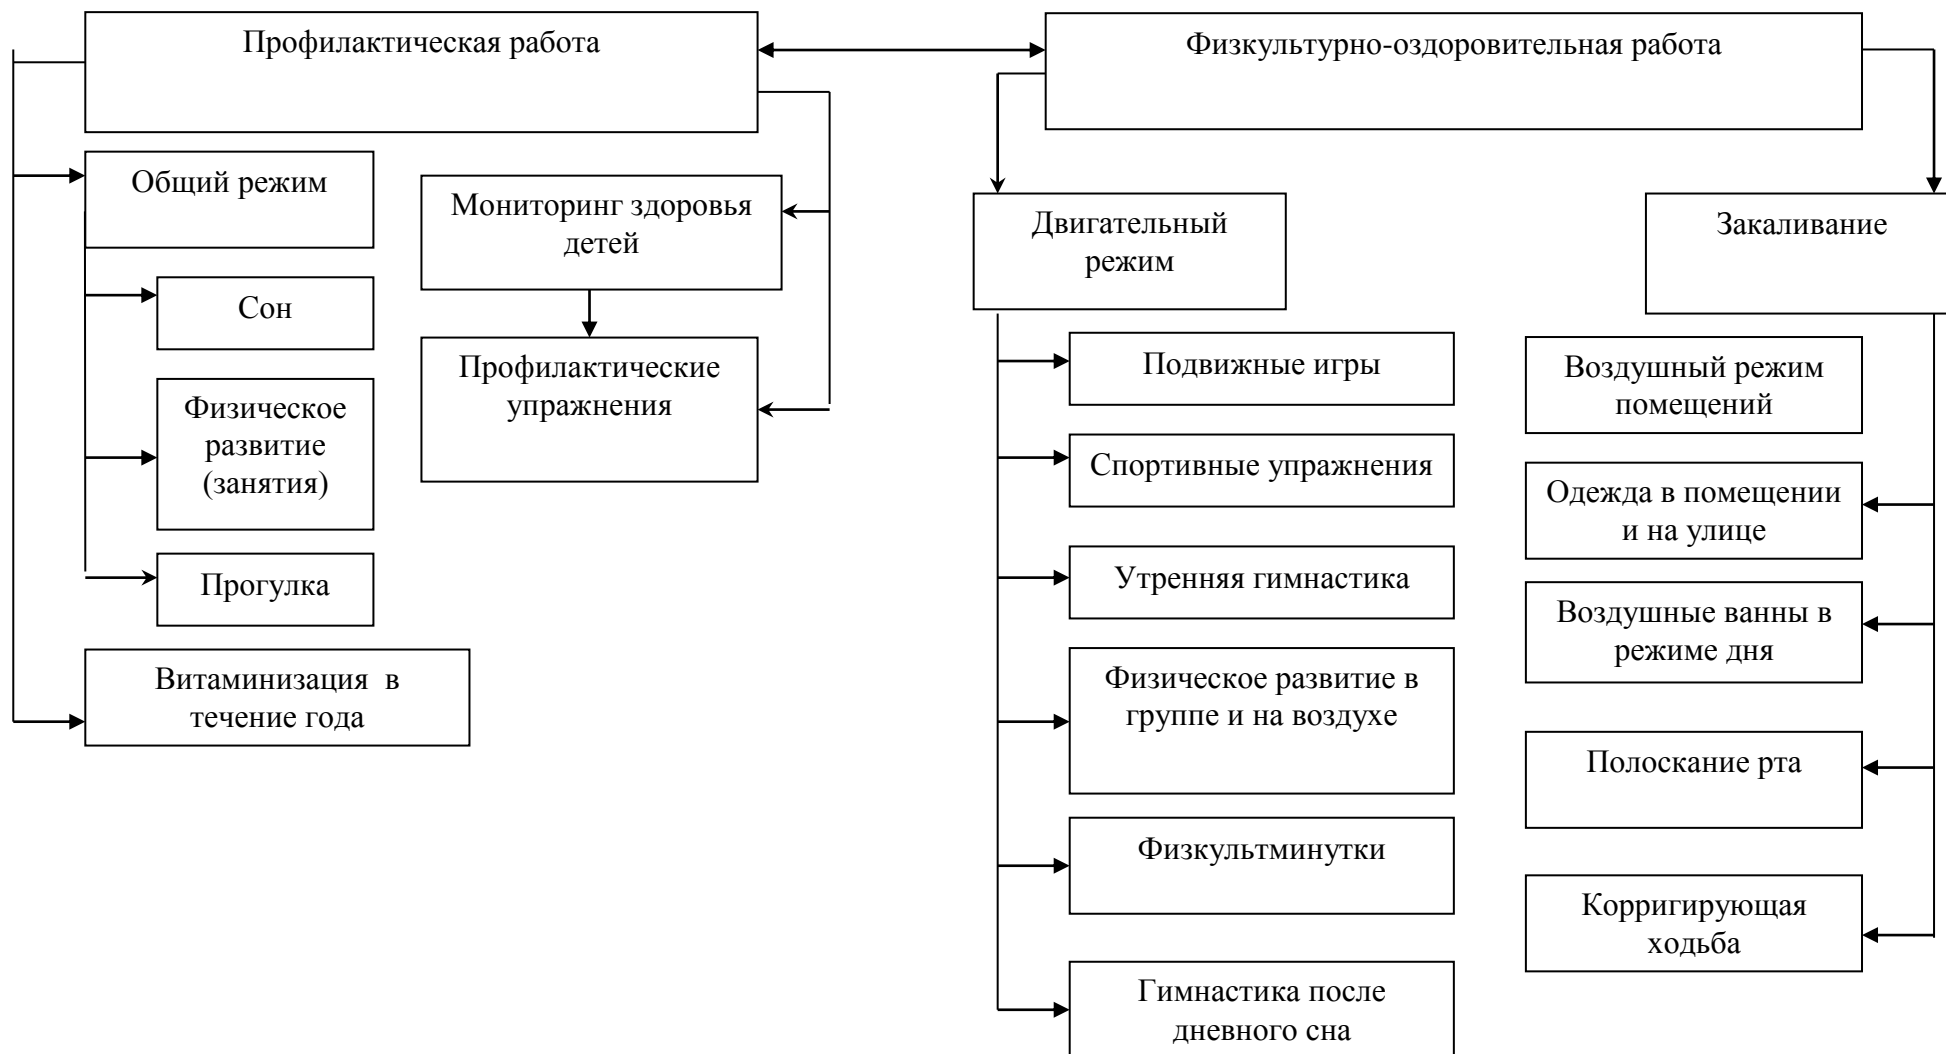 Профилактическая работа
Физкультурно-оздоровительная работа
Общий режим
Мониторинг здоровья
детей
Двигательный
режим
Закаливание
Сон
Профилактические
упражнения
Подвижные игры
Воздушный режим
помещений
Физическое
развитие
(занятия)
Спортивные упражнения
Одежда в помещении
и на улице
Прогулка
Утренняя гимнастика
Воздушные ванны в
режиме дня
Витаминизация в
течение года
Физическое развитие в
группе и на воздухе
Полоскание рта
Физкультминутки
Корригирующая
ходьба
Гимнастика после
дневного сна